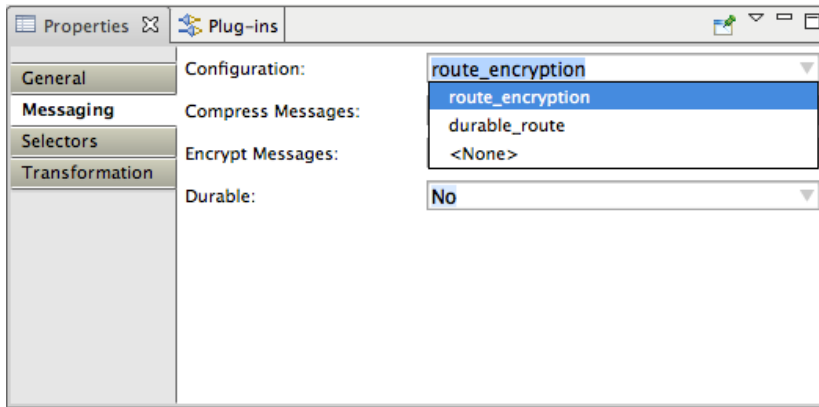 Properties Plug-ins
General
Messaging
Selectors
Transformation
Configuration: route_encryption
route_encryption
Compress Messages:
durable_route
Encrypt Messages:
<None>
Durable: No